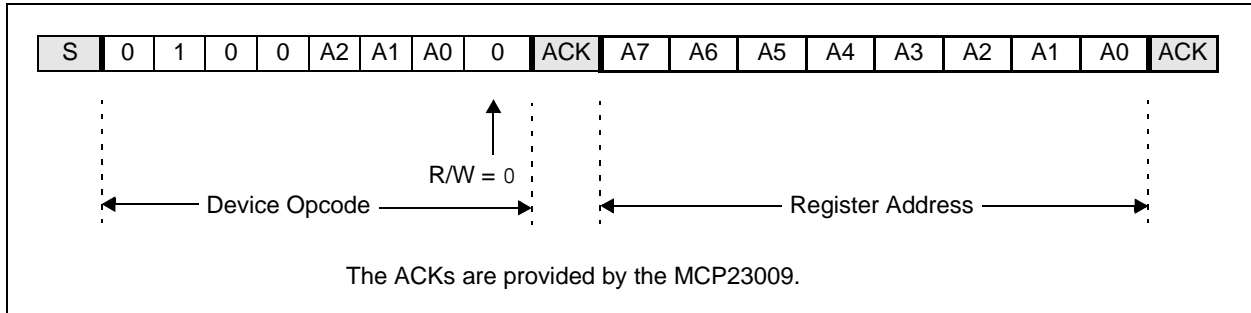 S 0 1 0 0 A2 A1 A0 0 ACK A7 A6 A5 A4 A3 A2 A1 A0 ACK
R/W = 0
Device Opcode Register Address
The ACKs are provided by the MCP23009.